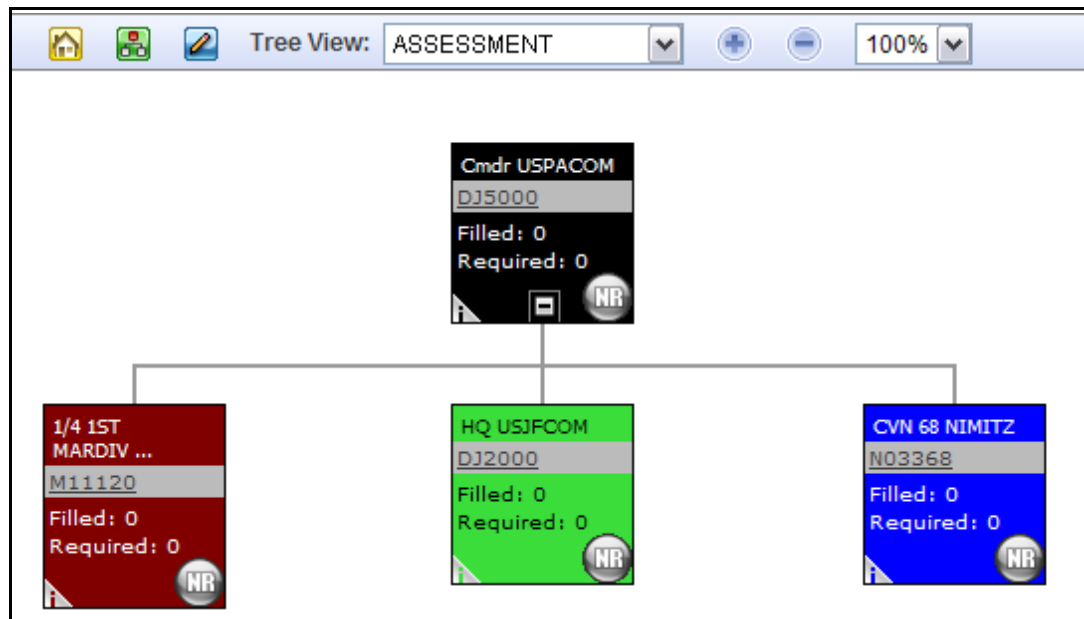 Tree View: ASSESSMENT 100%
Cmdr USPACOM
DJ5000
Filled: 0
Required: 0
NR
i
1/4 1ST
MARDIV ...
M11120
Filled: 0
Required: 0
NR
i
HQ USJFCOM
DJ2000
Filled: 0
Required: 0
NR
i
CVN 68 NIMITZ
N03368
Filled: 0
Required: 0
NR
i